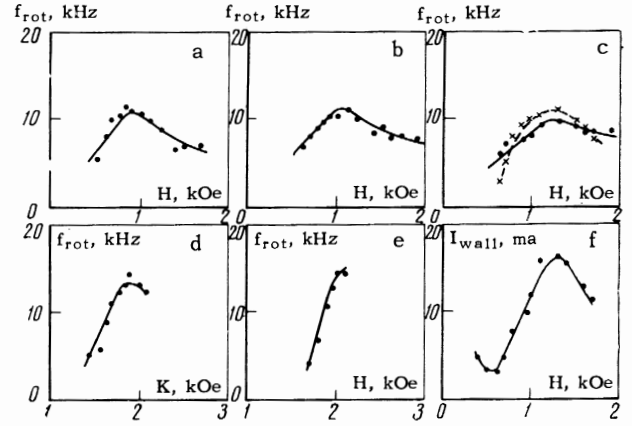 f_rot, kHz f_rot, kHz f_rot, kHz
20 a 20 b 20 c
10 10 10
H, kOe H, kOe H, kOe
0 1 2 0 1 2 0 1 2
20 f_rot, kHz d 20 f_rot, kHz e 20 I_wall, ma f
10 10 10
K, kOe H, kOe H, kOe
0 1 2 3 0 1 2 3 0 1 2